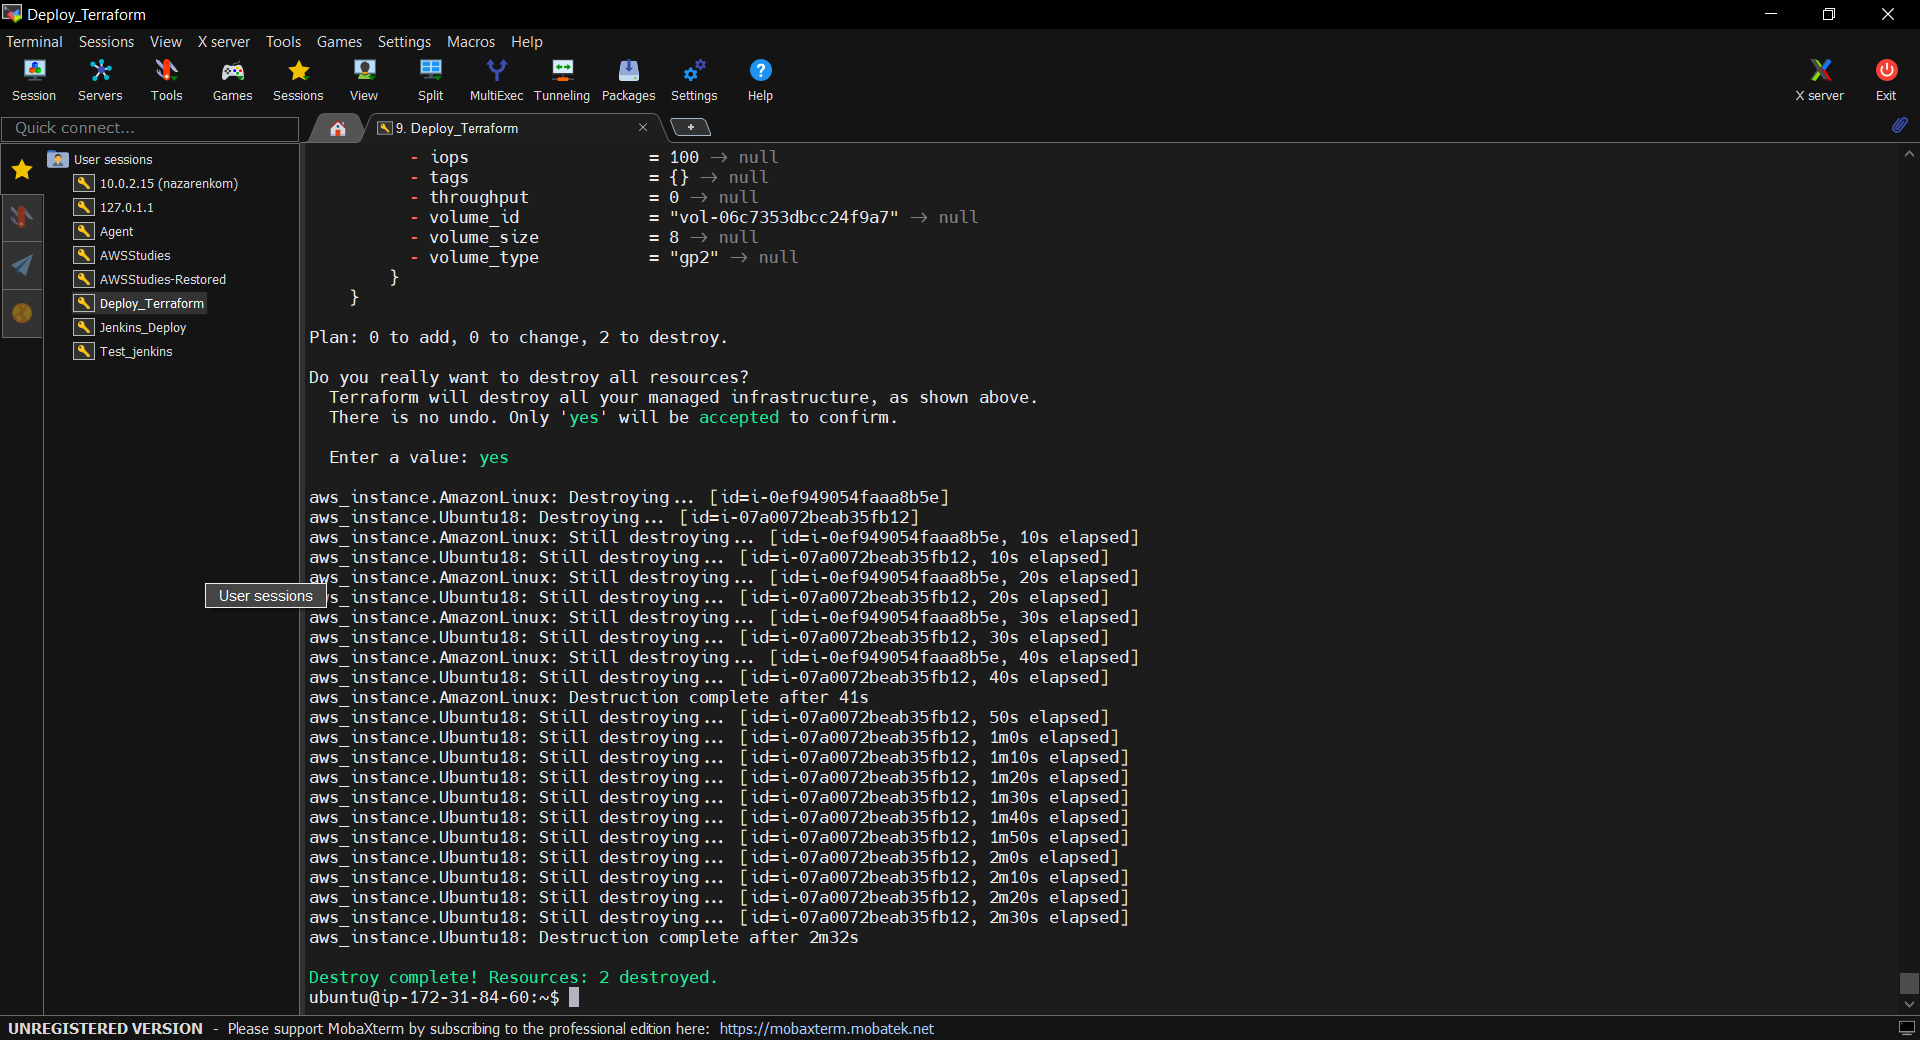 Deploy_Terraform
Terminal Sessions View X server Tools Games Settings Macros Help
Session Servers Tools Games Sessions View Split MultiExec Tunneling Packages Settings Help X server Exit
Quick connect...
9. Deploy_Terraform
User sessions
10.0.2.15 (nazarenkom)
127.0.1.1
Agent
AWSStudies
AWSStudies-Restored
Deploy_Terraform
Jenkins_Deploy
Test_jenkins
User sessions
- iops = 100 -> null
- tags = {} -> null
- throughput = 0 -> null
- volume_id = "vol-06c7353dbcc24f9a7" -> null
- volume_size = 8 -> null
- volume_type = "gp2" -> null
}
}
Plan: 0 to add, 0 to change, 2 to destroy.
Do you really want to destroy all resources?
Terraform will destroy all your managed infrastructure, as shown above.
There is no undo. Only 'yes' will be accepted to confirm.
Enter a value: yes
aws_instance.AmazonLinux: Destroying... [id=i-0ef949054faaa8b5e]
aws_instance.Ubuntu18: Destroying... [id=i-07a0072beab35fb12]
aws_instance.AmazonLinux: Still destroying... [id=i-0ef949054faaa8b5e, 10s elapsed]
aws_instance.Ubuntu18: Still destroying... [id=i-07a0072beab35fb12, 10s elapsed]
aws_instance.AmazonLinux: Still destroying... [id=i-0ef949054faaa8b5e, 20s elapsed]
s_instance.Ubuntu18: Still destroying... [id=i-07a0072beab35fb12, 20s elapsed]
aws_instance.AmazonLinux: Still destroying... [id=i-0ef949054faaa8b5e, 30s elapsed]
aws_instance.Ubuntu18: Still destroying... [id=i-07a0072beab35fb12, 30s elapsed]
aws_instance.AmazonLinux: Still destroying... [id=i-0ef949054faaa8b5e, 40s elapsed]
aws_instance.Ubuntu18: Still destroying... [id=i-07a0072beab35fb12, 40s elapsed]
aws_instance.AmazonLinux: Destruction complete after 41s
aws_instance.Ubuntu18: Still destroying... [id=i-07a0072beab35fb12, 50s elapsed]
aws_instance.Ubuntu18: Still destroying... [id=i-07a0072beab35fb12, 1m0s elapsed]
aws_instance.Ubuntu18: Still destroying... [id=i-07a0072beab35fb12, 1m10s elapsed]
aws_instance.Ubuntu18: Still destroying... [id=i-07a0072beab35fb12, 1m20s elapsed]
aws_instance.Ubuntu18: Still destroying... [id=i-07a0072beab35fb12, 1m30s elapsed]
aws_instance.Ubuntu18: Still destroying... [id=i-07a0072beab35fb12, 1m40s elapsed]
aws_instance.Ubuntu18: Still destroying... [id=i-07a0072beab35fb12, 1m50s elapsed]
aws_instance.Ubuntu18: Still destroying... [id=i-07a0072beab35fb12, 2m0s elapsed]
aws_instance.Ubuntu18: Still destroying... [id=i-07a0072beab35fb12, 2m10s elapsed]
aws_instance.Ubuntu18: Still destroying... [id=i-07a0072beab35fb12, 2m20s elapsed]
aws_instance.Ubuntu18: Still destroying... [id=i-07a0072beab35fb12, 2m30s elapsed]
aws_instance.Ubuntu18: Destruction complete after 2m32s
Destroy complete! Resources: 2 destroyed.
ubuntu@ip-172-31-84-60:~$
UNREGISTERED VERSION - Please support MobaXterm by subscribing to the professional edition here: https://mobaxterm.mobatek.net